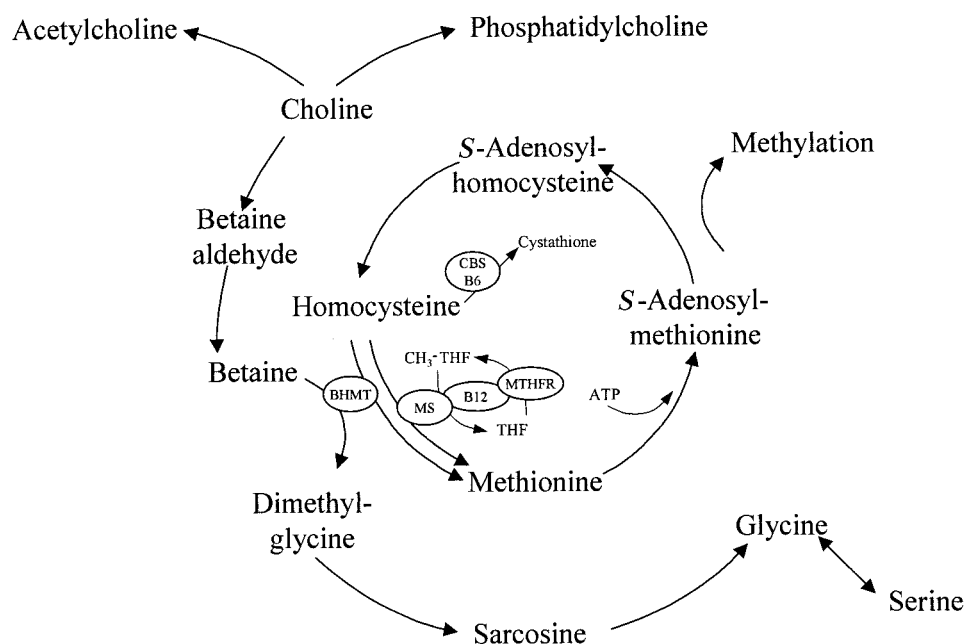 Acetylcholine
Phosphatidylcholine
Choline
S-Adenosyl-
homocysteine
Methylation
Betaine
aldehyde
Cystathione
CBS
B6
Homocysteine
S-Adenosyl-
methionine
CH₃-THF
MTHFR
Betaine
BHMT
B12
MS
ATP
THF
Methionine
Dimethyl-
glycine
Glycine
Serine
Sarcosine